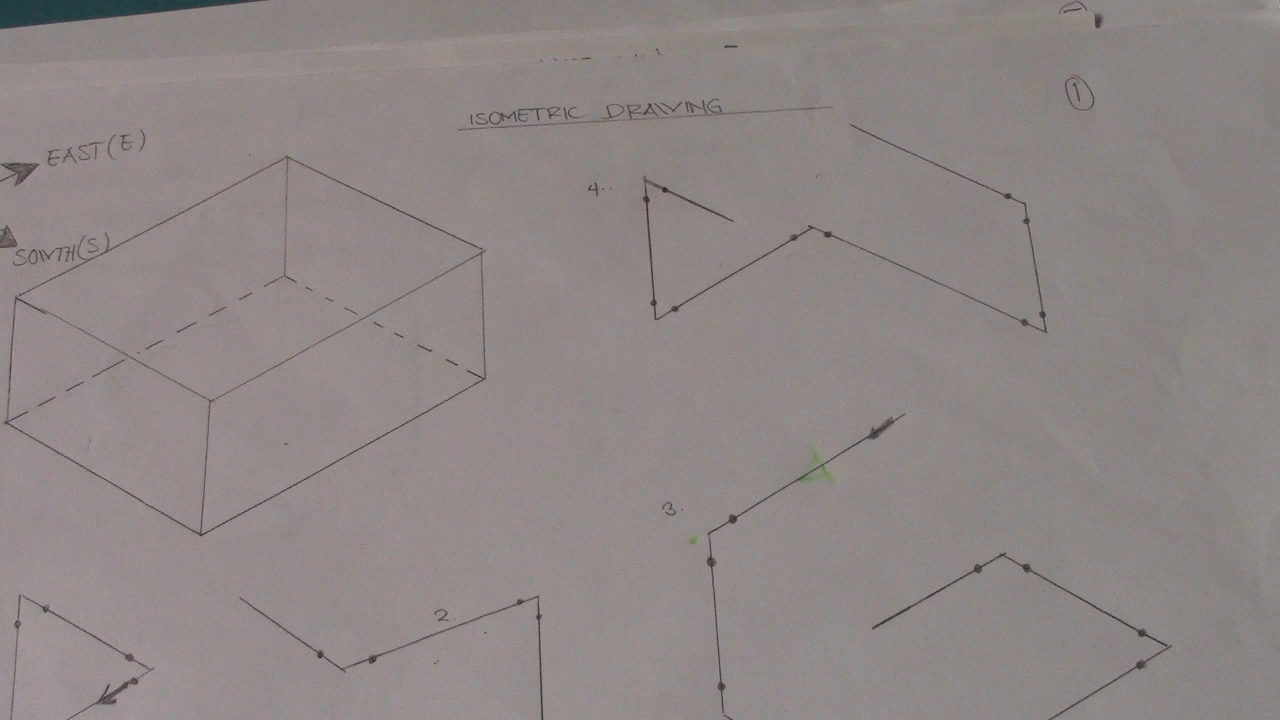 ISOMETRIC DRAWING
1
EAST(E)
SOWTH(S)
4..
3.
2.